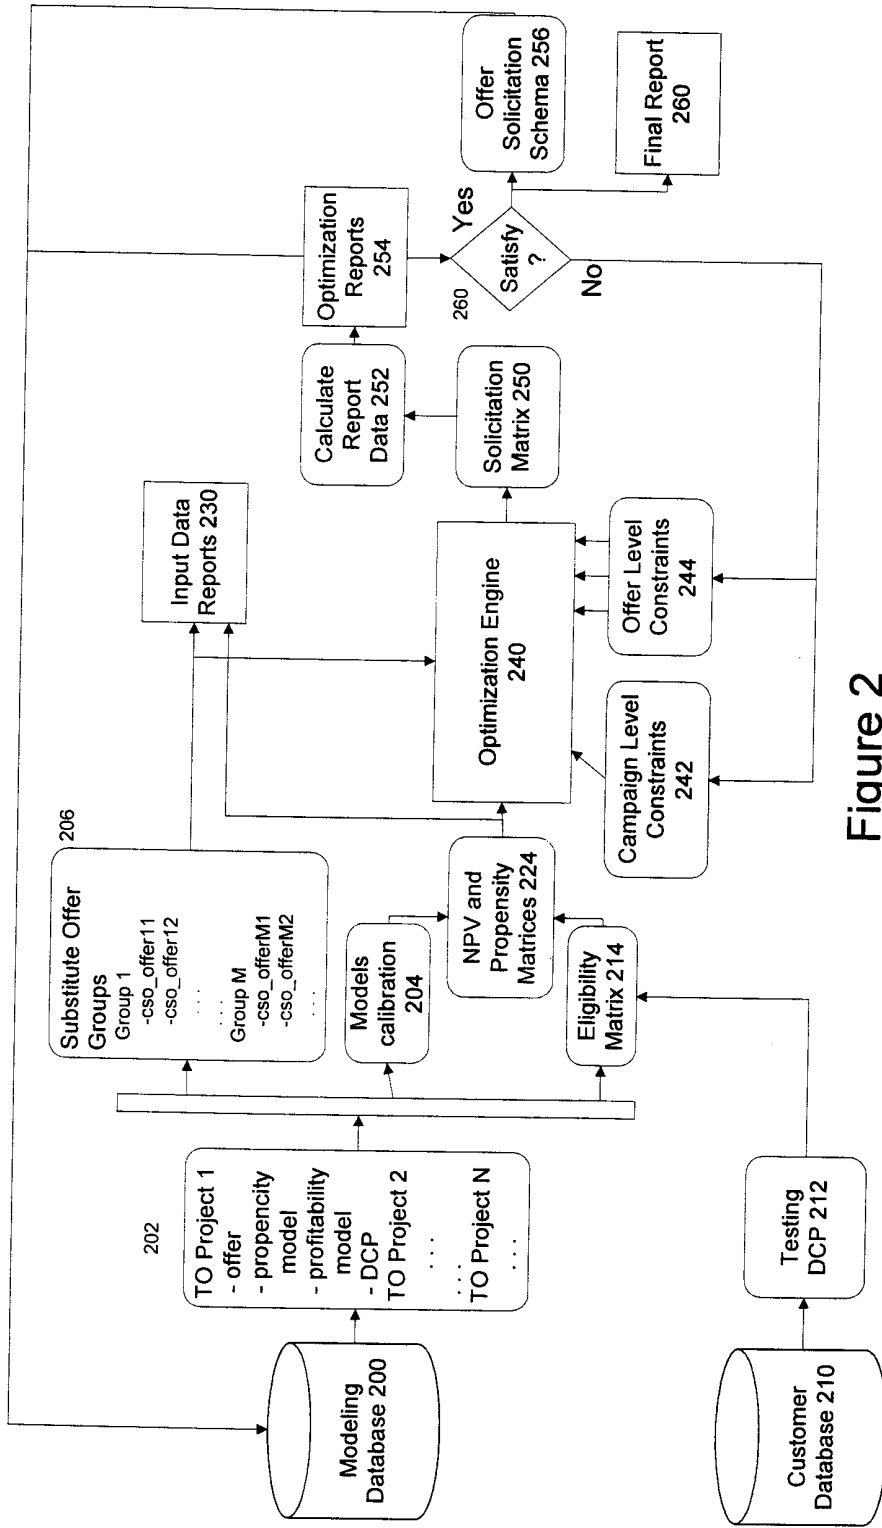 Modeling
Database 200
202
TO Project 1
- offer
- propencity
model
- profitability
model
- DCP
TO Project 2
. . .
. . .
TO Project N
. . .
Customer
Database 210
Testing
DCP 212
206
Substitute Offer
Groups
Group 1
-cso_offer11
-cso_offer12
. . .
. . .
Group M
-cso_offerM1
-cso_offerM2
. . .
Models
calibration
204
Eligibility
Matrix 214
NPV and
Propensity
Matrices 224
Input Data
Reports 230
Optimization Engine
240
Campaign Level
Constraints
242
Offer Level
Constraints
244
Solicitation
Matrix 250
Calculate
Report
Data 252
Optimization
Reports
254
260
Satisfy
?
Yes
No
Offer
Solicitation
Schema 256
Final Report
260
Figure 2